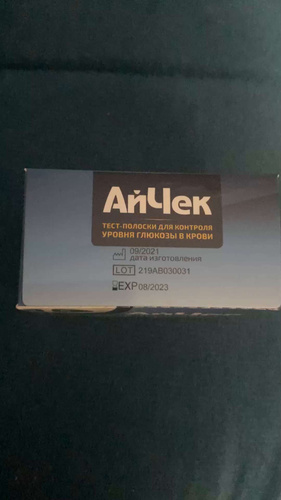 АйЧек
ТЕСТ-ПОЛОСКИ ДЛЯ КОНТРОЛЯ
УРОВНЯ ГЛЮКОЗЫ В КРОВИ
09/2021
дата изготовления
LOT 219AB030031
EXP 08/2023